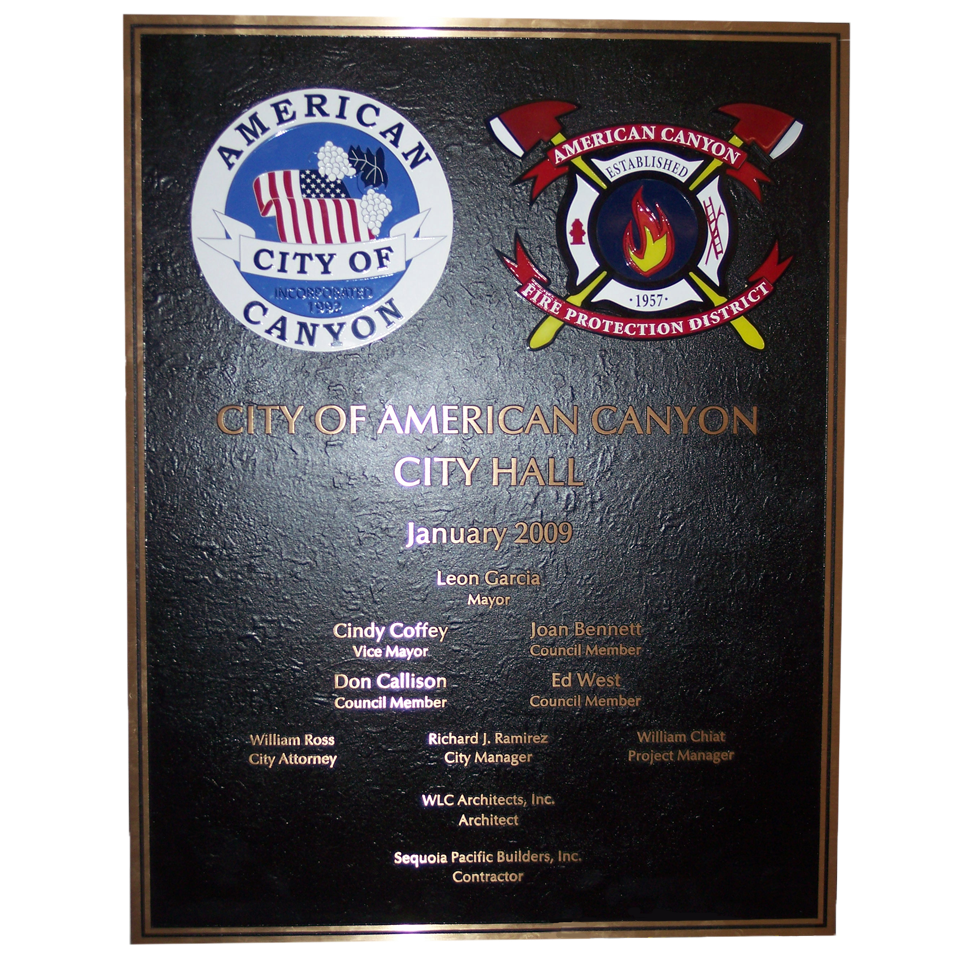 AMERICAN
CITY OF
INCORPORATED
1992
CANYON
AMERICAN CANYON
ESTABLISHED
·1957·
FIRE PROTECTION DISTRICT
CITY OF AMERICAN CANYON
CITY HALL
January 2009
Leon Garcia
Mayor
Cindy Coffey
Vice Mayor
Joan Bennett
Council Member
Don Callison
Council Member
Ed West
Council Member
William Ross
City Attorney
Richard J. Ramirez
City Manager
William Chiat
Project Manager
WLC Architects, Inc.
Architect
Sequoia Pacific Builders, Inc.
Contractor